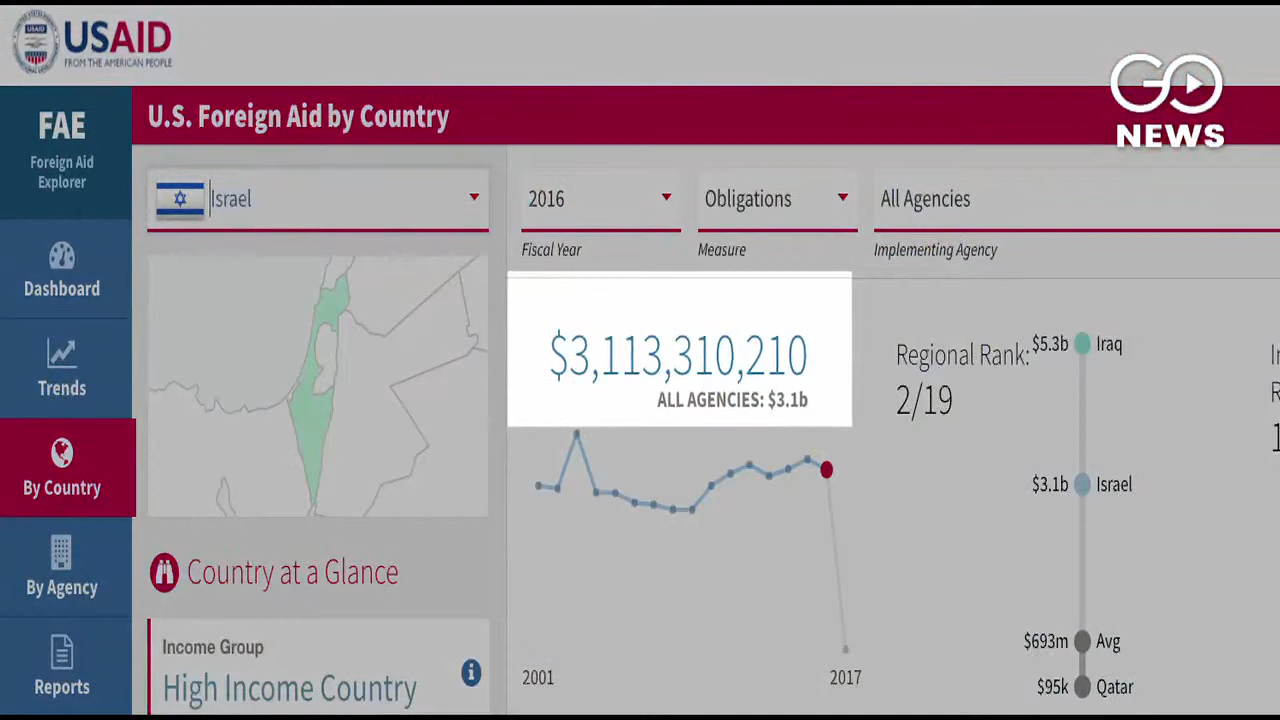 USAID
FROM THE AMERICAN PEOPLE
GO
NEWS
FAE
Foreign Aid
Explorer
Dashboard
Trends
By Country
By Agency
Reports
U.S. Foreign Aid by Country
Israel
2016
Fiscal Year
Obligations
Measure
All Agencies
Implementing Agency
$3,113,310,210
ALL AGENCIES: $3.1b
2001
2017
Regional Rank:
2/19
$5.3b Iraq
$3.1b Israel
$693m Avg
$95k Qatar
Country at a Glance
Income Group
High Income Country